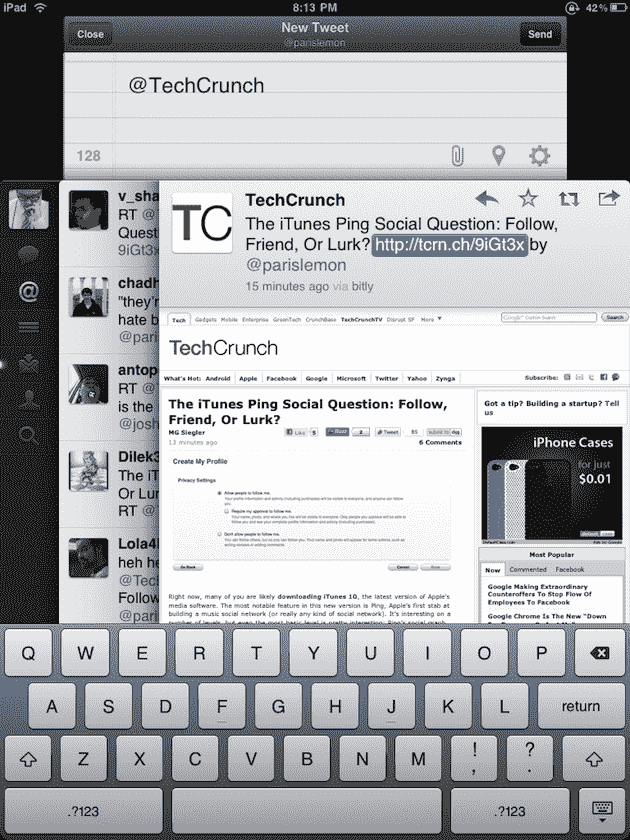 iPad 8:13 PM 42%
Close New Tweet Send
@parislemon
@TechCrunch
128
v_sha
RT @T
Quest
9iGt3x
chadh
"they'r
hate b
@pari
antop
RT @
is the
@josh
Dilek3
The iT
Or Lur
RT @
Lola4
heh he
@Tec
Follow
@pari
TC
TechCrunch
The iTunes Ping Social Question: Follow,
Friend, Or Lurk? http://tcrn.ch/9iGt3x by
@parislemon
15 minutes ago via bitly
Tech Gadgets Mobile Enterprise GreenTech CrunchBase TechCrunchTV Disrupt SF More Search
TechCrunch
What's Hot: Android Apple Facebook Google Microsoft Twitter Yahoo Zynga Subscribe:
The iTunes Ping Social Question: Follow,
Friend, Or Lurk?
MG Siegler Like 5 Buzz 2 Tweet 85 submit to digg
13 minutes ago 6 Comments
Create My Profile
Privacy Settings
Allow people to follow me.
Require my approval to follow me.
Don't allow people to follow me.
Go Back Cancel
Right now, many of you are likely downloading iTunes 10, the latest version of Apple's
media software. The most notable feature in this new version is Ping, Apple's first stab at
building a music social network (or really any kind of social network). It's interesting on a
Got a tip? Building a startup? Tell
us
iPhone Cases
for just
$0.01
Most Popular
Now Commented Facebook
Google Making Extraordinary
Counteroffers To Stop Flow Of
Employees To Facebook
Google Chrome Is The New "Down
Q W E R T Y U I O P
A S D F G H J K L return
Z X C V B N M ! , ? .
.?123 .?123